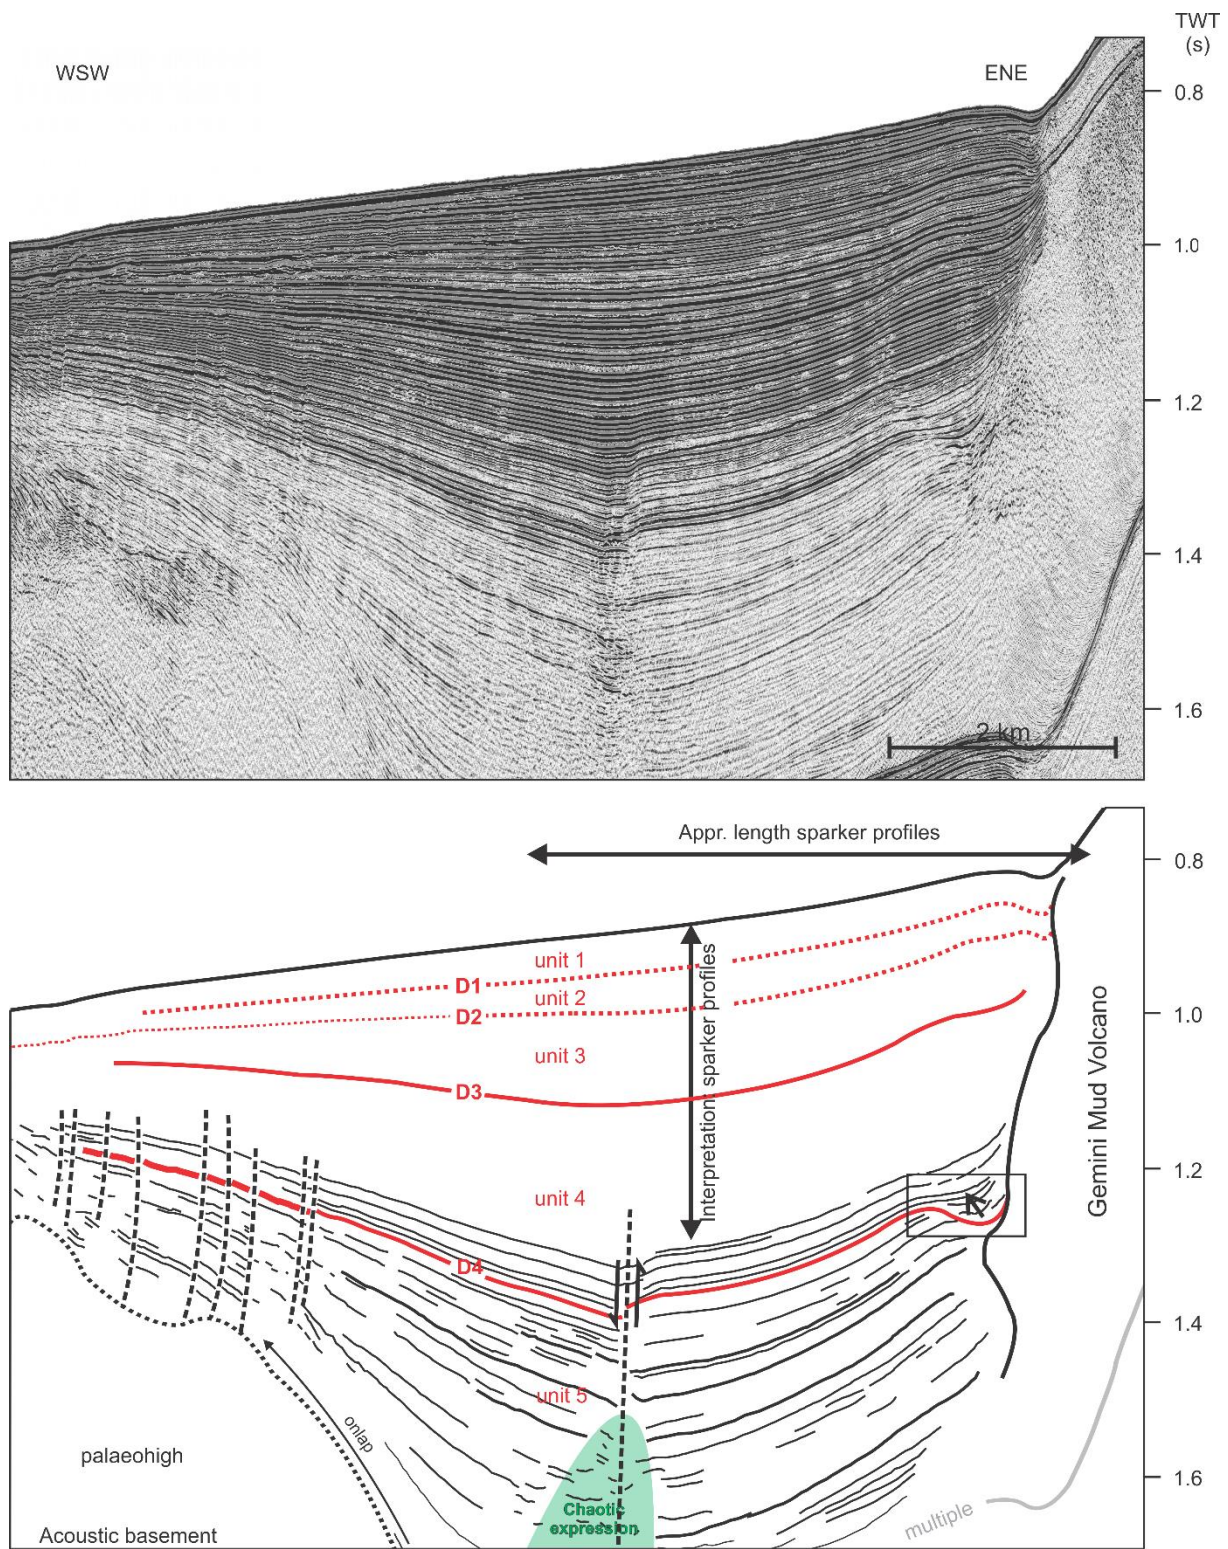 TWT
(s)
WSW
ENE
0.8
1.0
1.2
1.4
1.6
2 km
Appr. length sparker profiles
0.8
unit 1
D1
unit 2
D2
1.0
unit 3
D3
Interpretation sparker profiles
Gemini Mud Volcano
unit 4
1.2
D4
1.4
unit 5
onlap
palaeohigh
1.6
Chaotic
expression
multiple
Acoustic basement